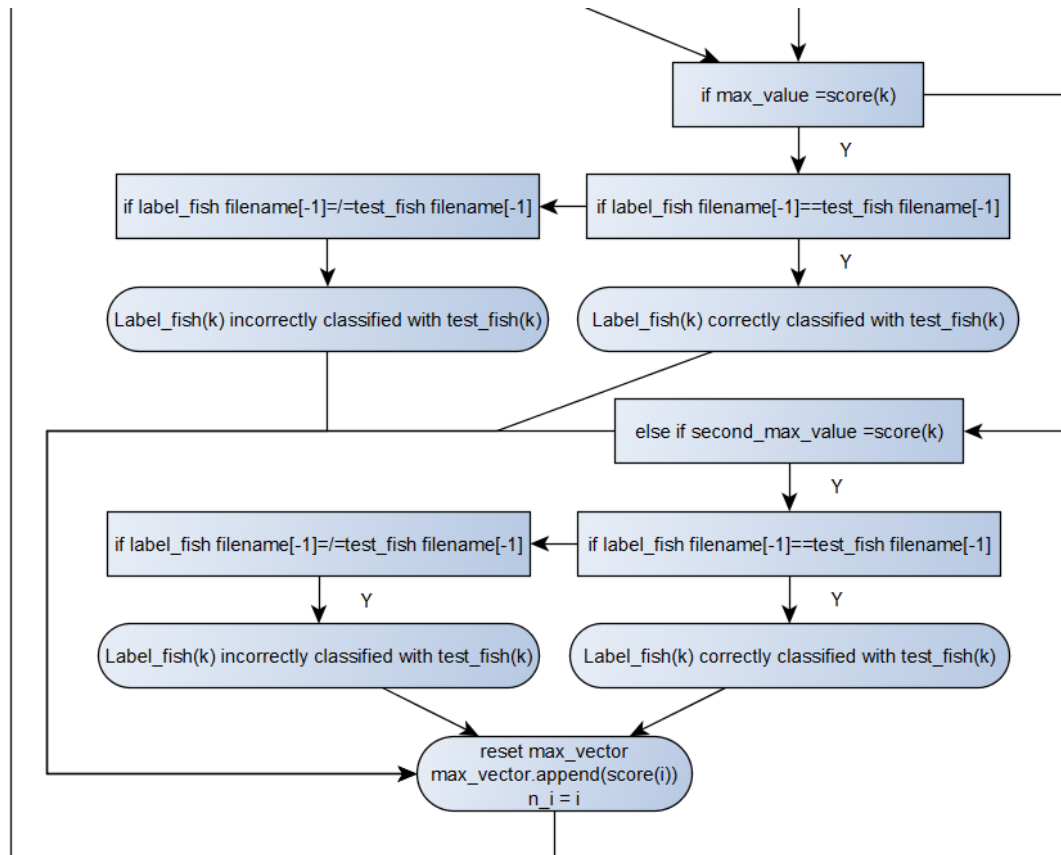 if max_value =score(k)
Y
if label_fish filename[-1]=/=test_fish filename[-1]
if label_fish filename[-1]==test_fish filename[-1]
Y
Label_fish(k) incorrectly classified with test_fish(k)
Label_fish(k) correctly classified with test_fish(k)
else if second_max_value =score(k)
Y
if label_fish filename[-1]=/=test_fish filename[-1]
if label_fish filename[-1]==test_fish filename[-1]
Y
Y
Label_fish(k) incorrectly classified with test_fish(k)
Label_fish(k) correctly classified with test_fish(k)
reset max_vector
max_vector.append(score(i))
n_i = i